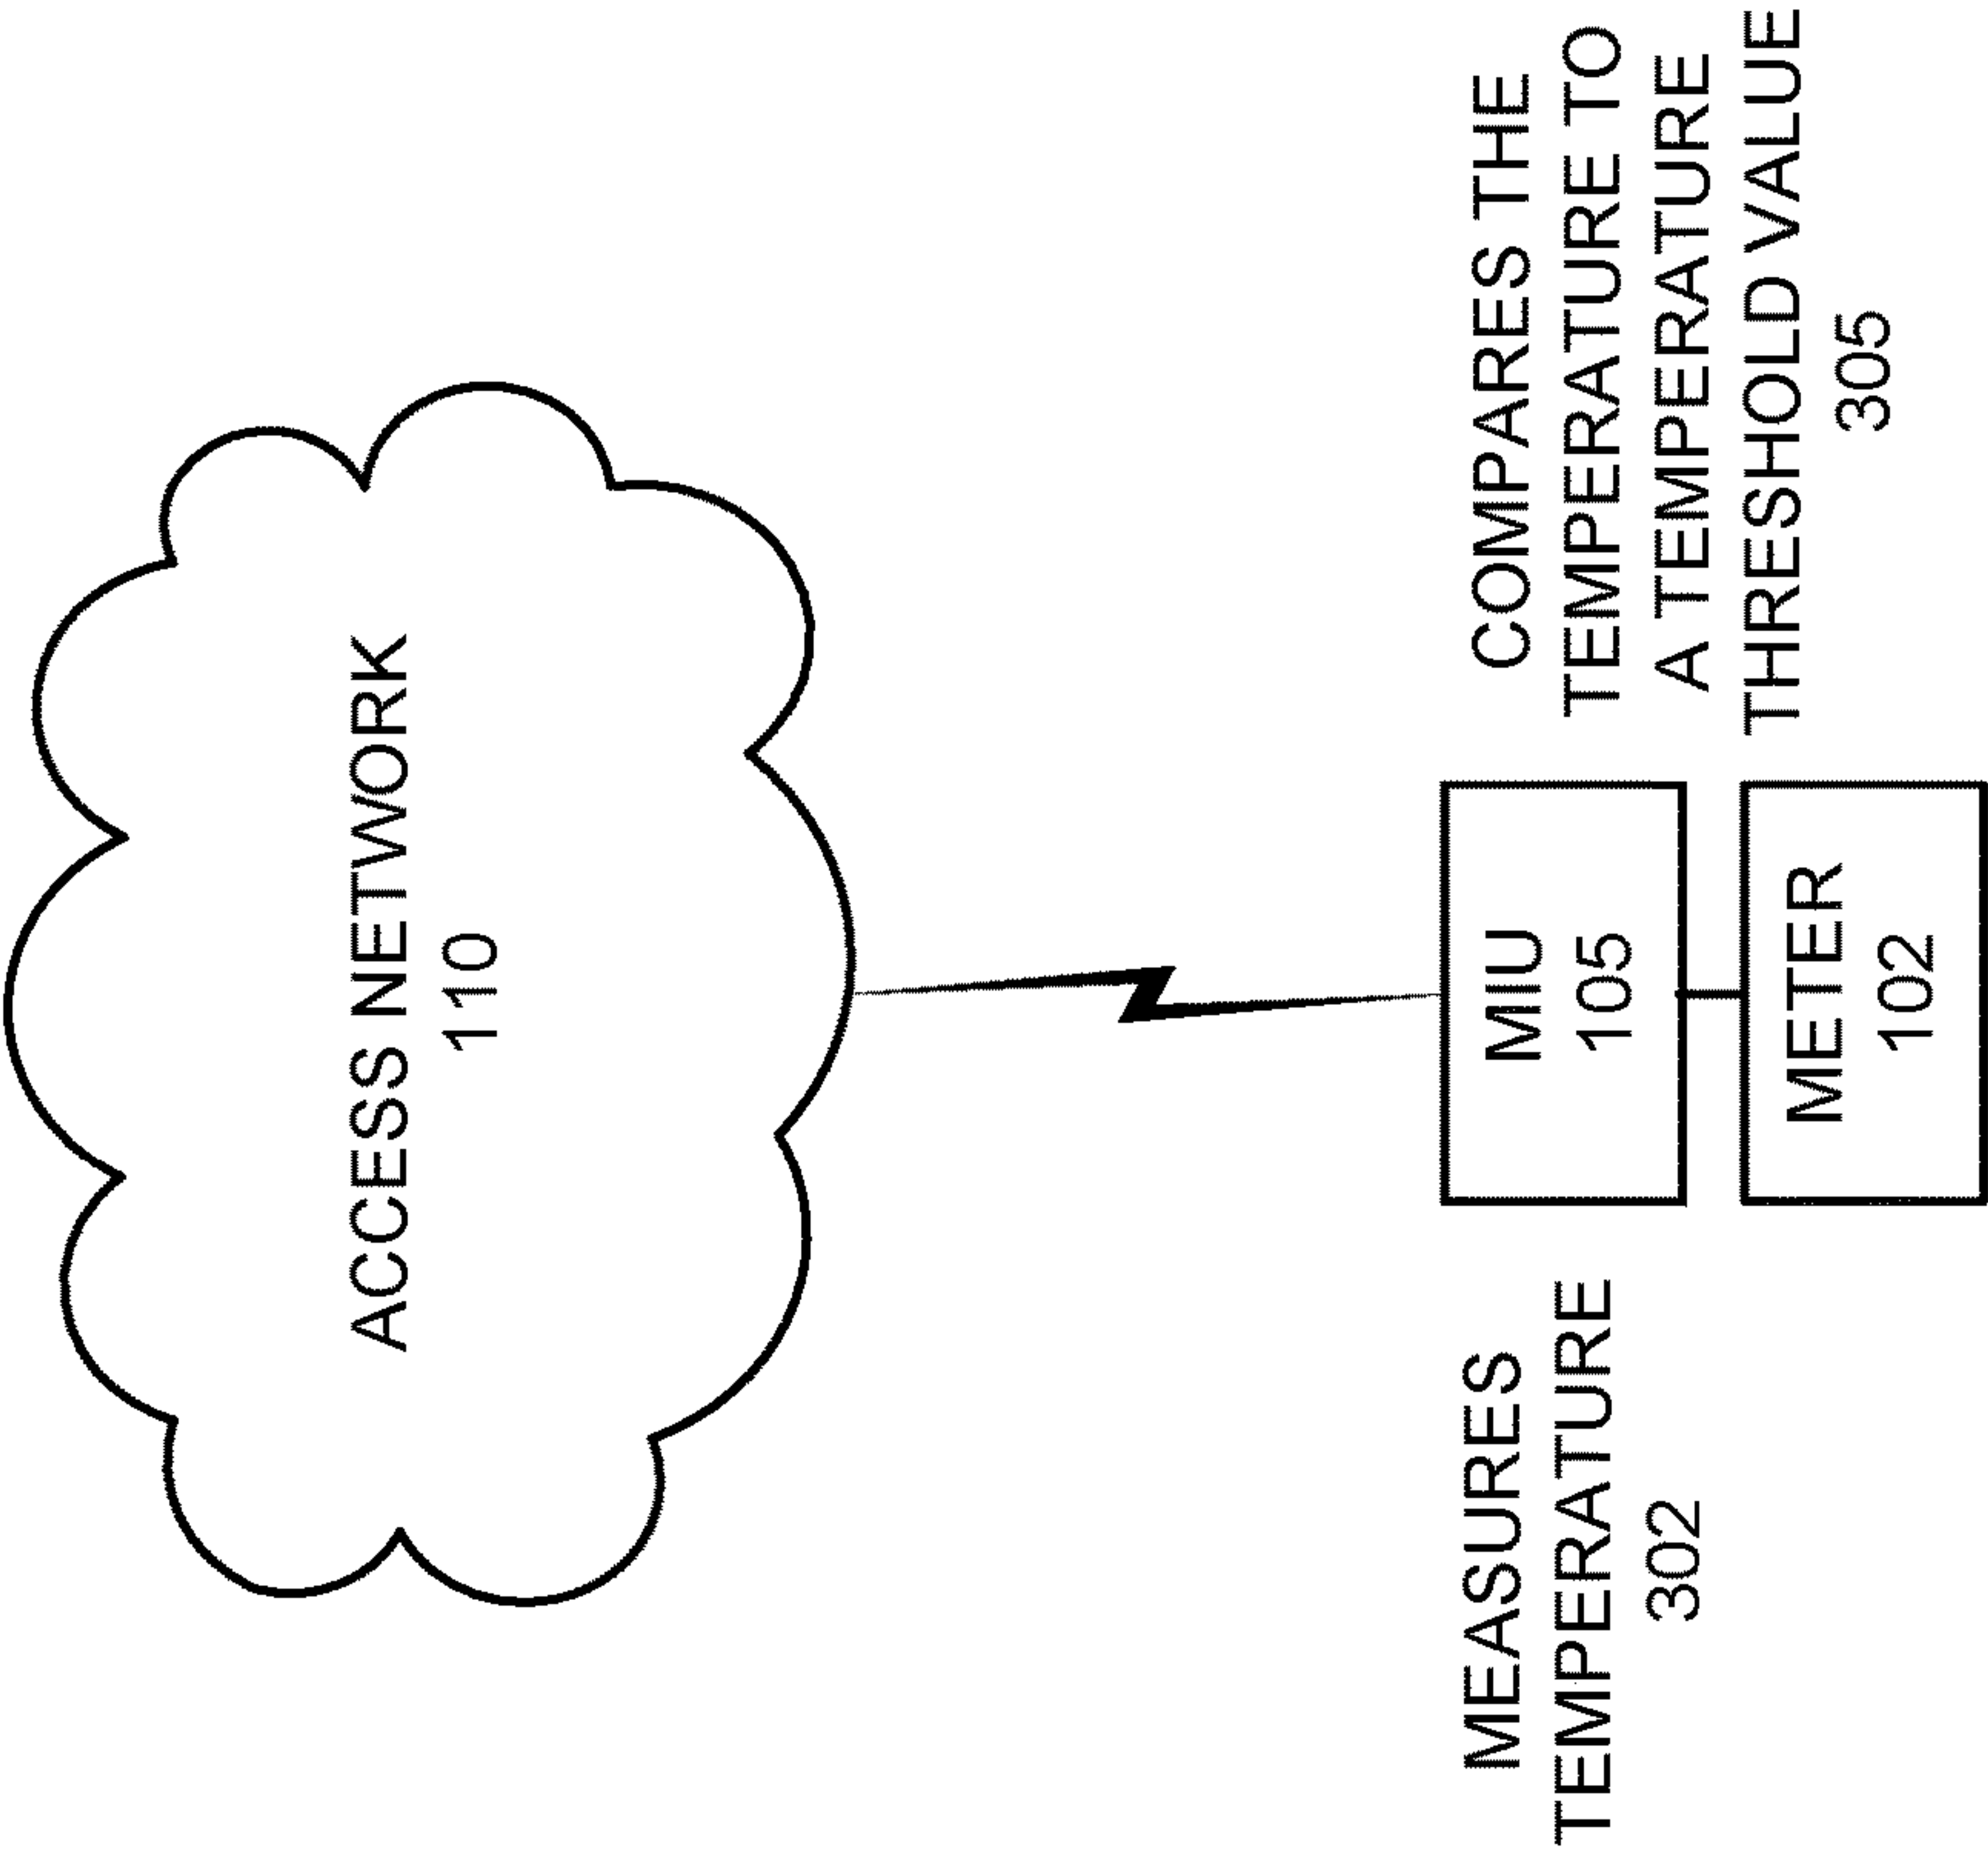 ACCESS NETWORK
110
MEASURES
TEMPERATURE
302
MIU
105
METER
102
COMPARES THE
TEMPERATURE TO
A TEMPERATURE
THRESHOLD VALUE
305